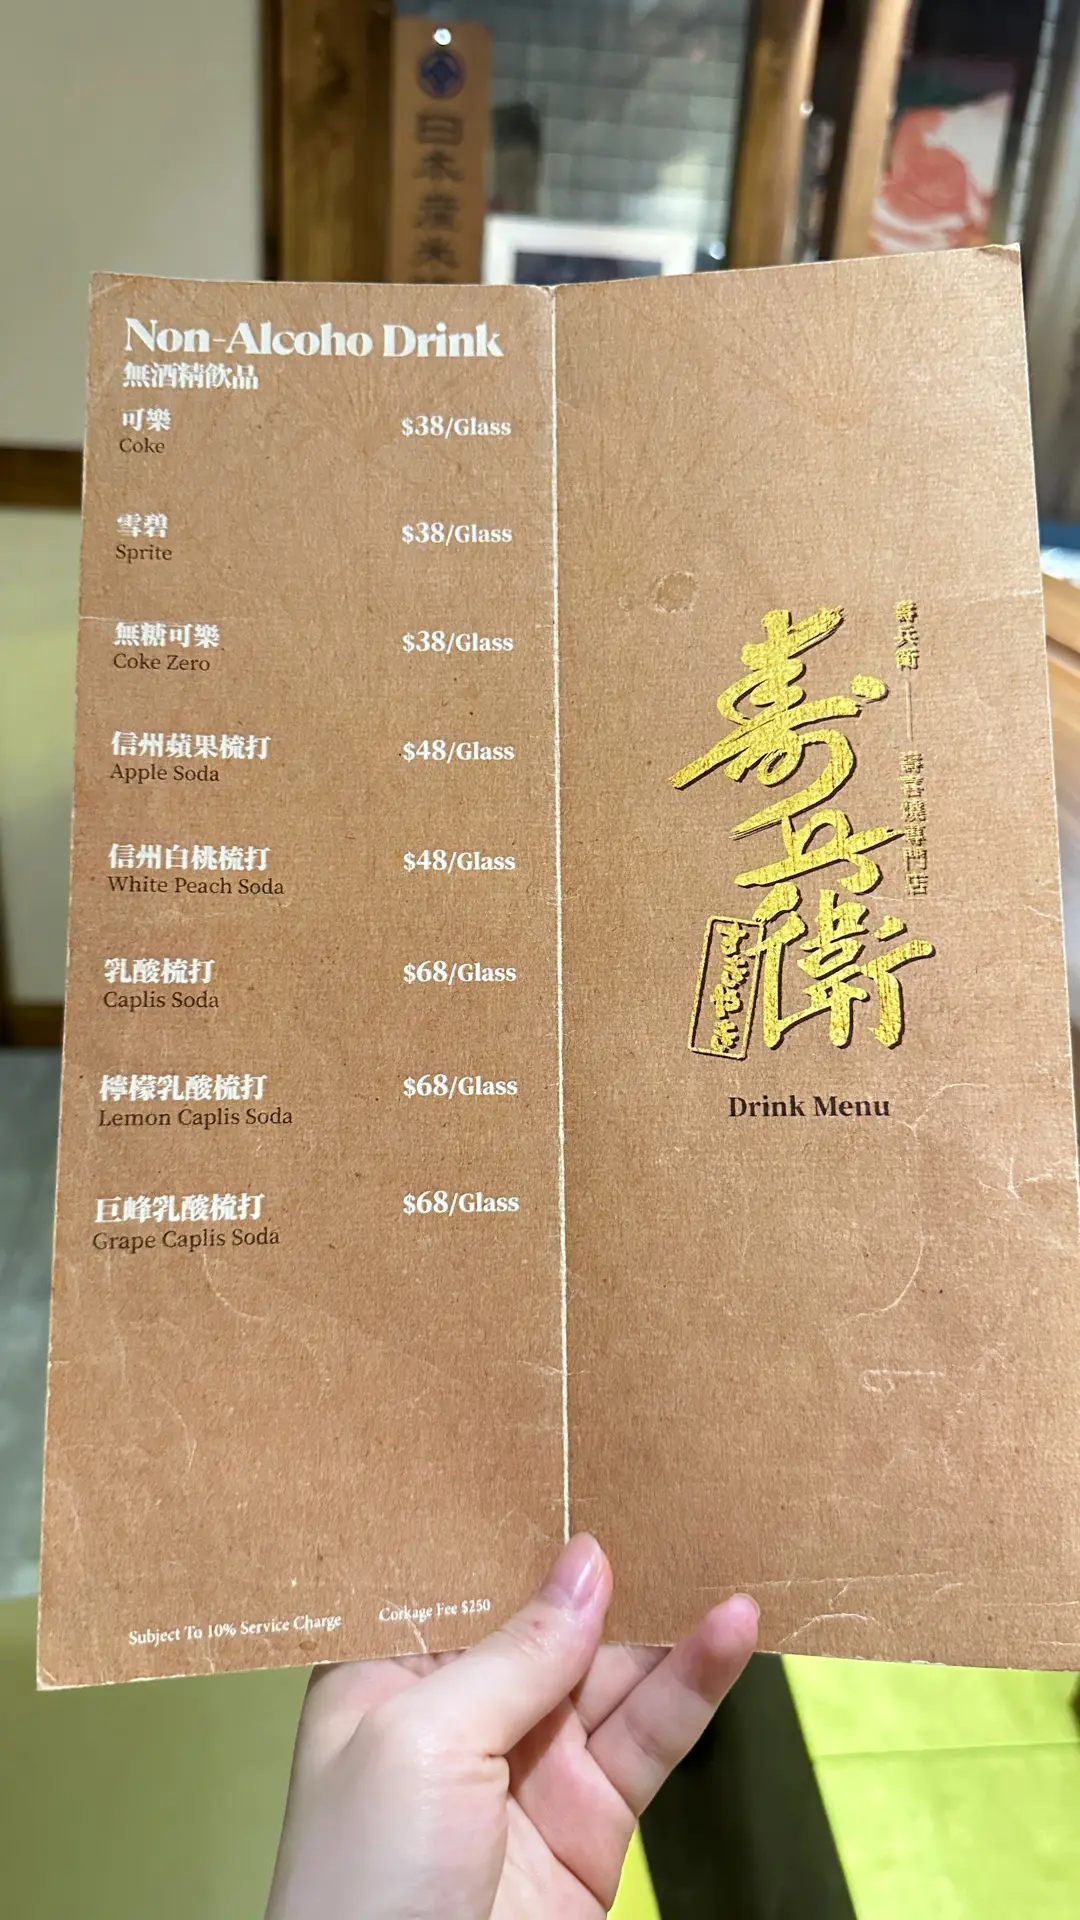 日本産米
Non-Alcoho Drink
無酒精飲品
可樂
Coke
$38/Glass
雪碧
Sprite
$38/Glass
無糖可樂
Coke Zero
$38/Glass
信州蘋果梳打
Apple Soda
$48/Glass
信州白桃梳打
White Peach Soda
$48/Glass
乳酸梳打
Caplis Soda
$68/Glass
檸檬乳酸梳打
Lemon Caplis Soda
$68/Glass
巨峰乳酸梳打
Grape Caplis Soda
$68/Glass
Subject To 10% Service Charge
Corkage Fee $250
寿兵衛
すきやき
壽兵衛
壽喜燒專門店
Drink Menu